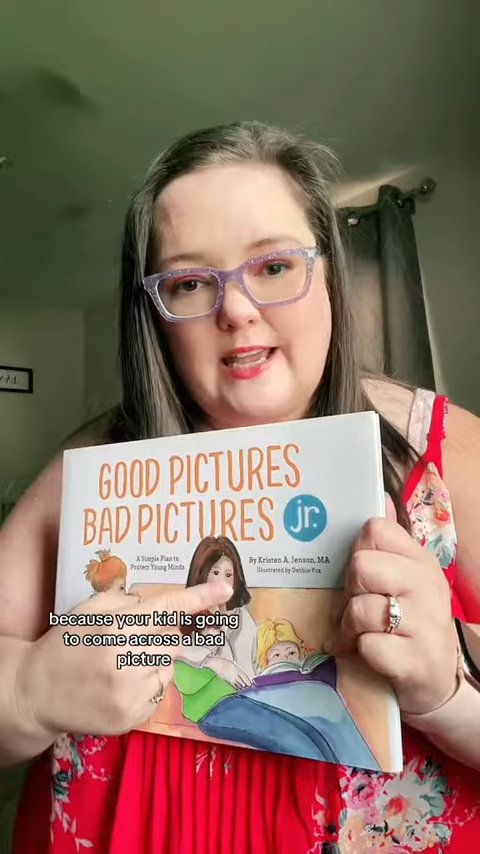 GOOD PICTURES
BAD PICTURES jr.
A Simple Plan to
Protect Young Minds
By Kristen A. Jenson, MA
Illustrated by Debbie Fox
because your kid is going
to come across a bad
picture